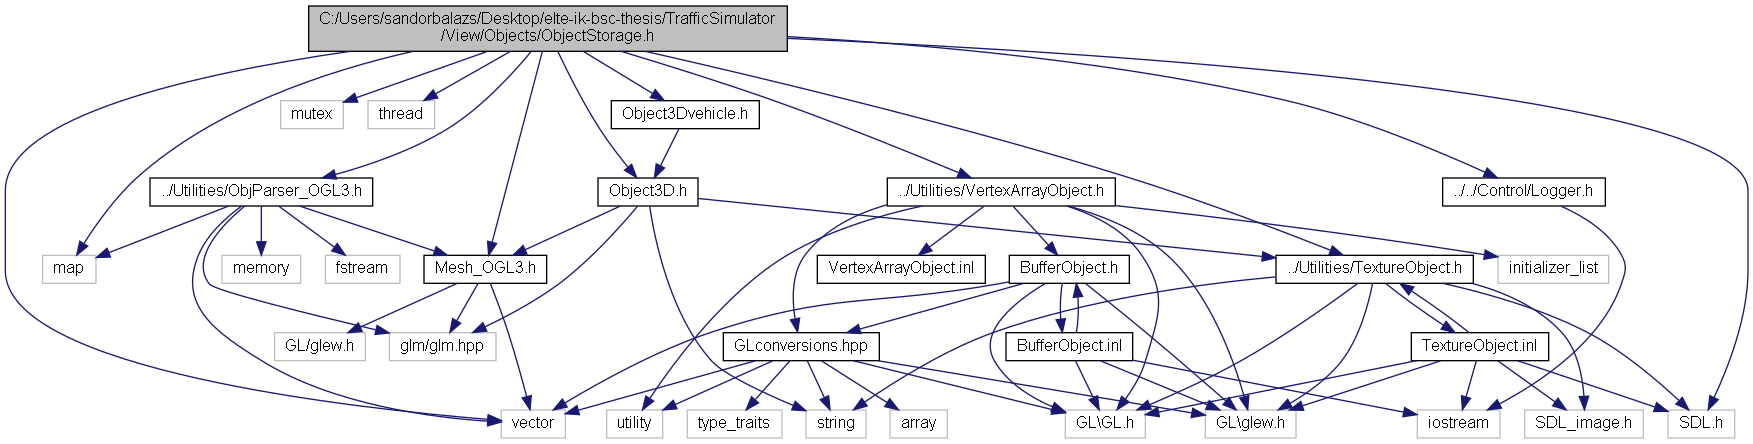 C:/Users/sandorbalazs/Desktop/elte-ik-bsc-thesis/TrafficSimulator
/View/Objects/ObjectStorage.h
mutex
thread
Object3Dvehicle.h
../Utilities/ObjParser_OGL3.h
Object3D.h
../Utilities/VertexArrayObject.h
../../Control/Logger.h
map
memory
fstream
Mesh_OGL3.h
VertexArrayObject.inl
BufferObject.h
../Utilities/TextureObject.h
initializer_list
GL/glew.h
glm/glm.hpp
GLconversions.hpp
BufferObject.inl
TextureObject.inl
vector
utility
type_traits
string
array
GL\GL.h
GL\glew.h
iostream
SDL_image.h
SDL.h